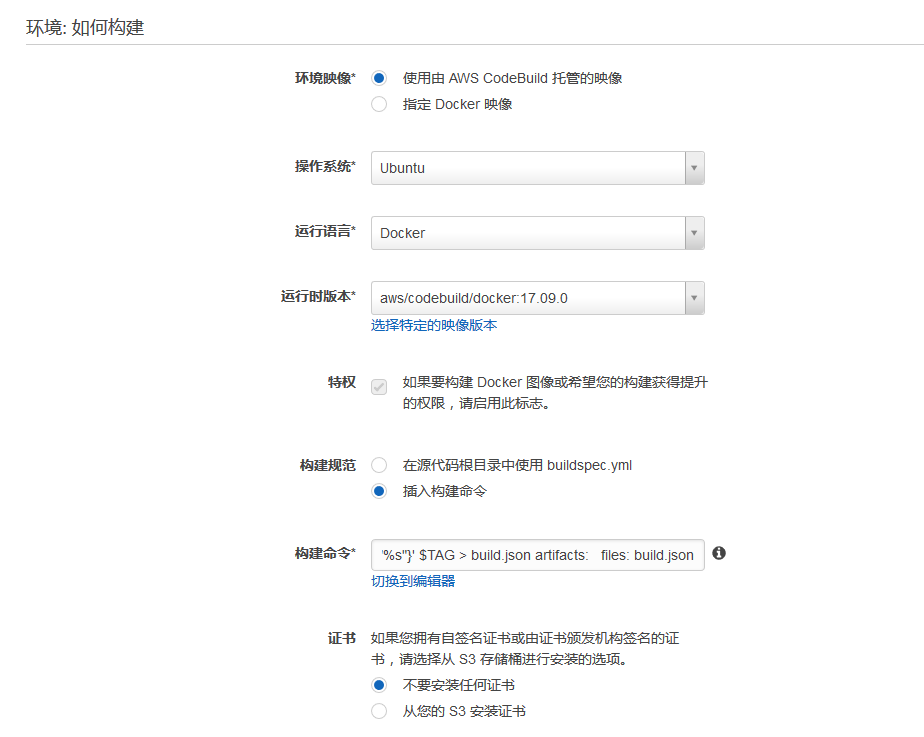 环境: 如何构建
环境映像*
使用由 AWS CodeBuild 托管的映像
指定 Docker 映像
操作系统*
Ubuntu
运行语言*
Docker
运行时版本*
aws/codebuild/docker:17.09.0
选择特定的映像版本
特权
如果要构建 Docker 图像或希望您的构建获得提升
的权限，请启用此标志。
构建规范
在源代码根目录中使用 buildspec.yml
插入构建命令
构建命令*
'%s"}' $TAG > build.json artifacts:   files: build.json
切换到编辑器
证书
如果您拥有自签名证书或由证书颁发机构签名的证
书，请选择从 S3 存储桶进行安装的选项。
不要安装任何证书
从您的 S3 安装证书